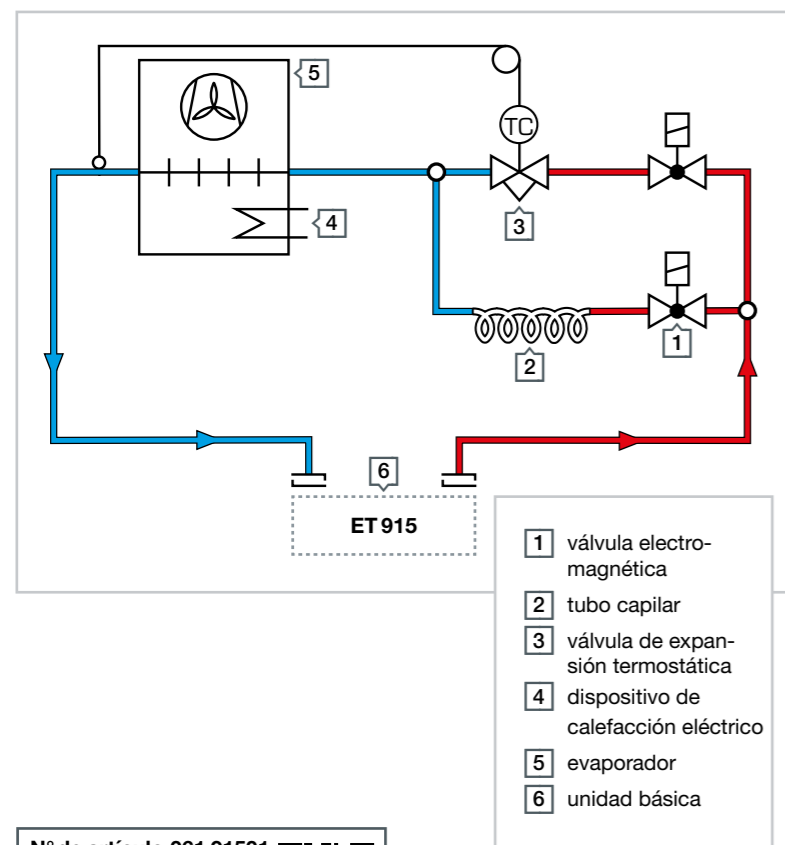 5
TC
4
3
1
2
6
ET 915
1 válvula electro-
magnética
2 tubo capilar
3 válvula de expan-
sión termostática
4 dispositivo de
calefacción eléctrico
5 evaporador
6 unidad básica